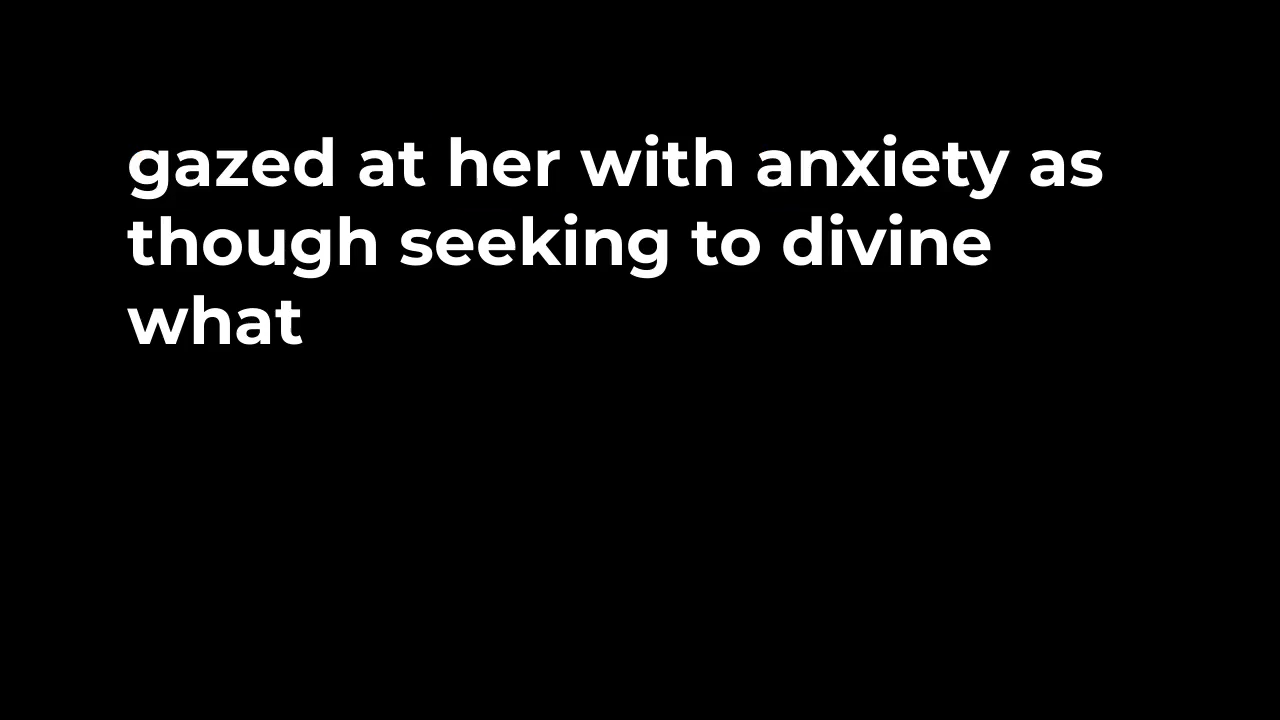 gazed at her with anxiety as
though seeking to divine
what